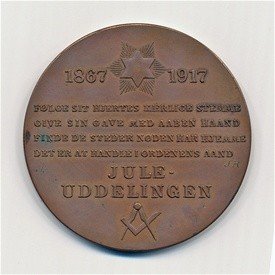 1867 1917
FØLGE SIT HJERTES KÆRLIGE STEMME
GIVE SIN GAVE MED AABEN HAAND
FINDE DE STEDER NØDEN HAR HJEMME
DET ER AT HANDLE I ORDENENS AAND
JULE-
UDDELINGEN